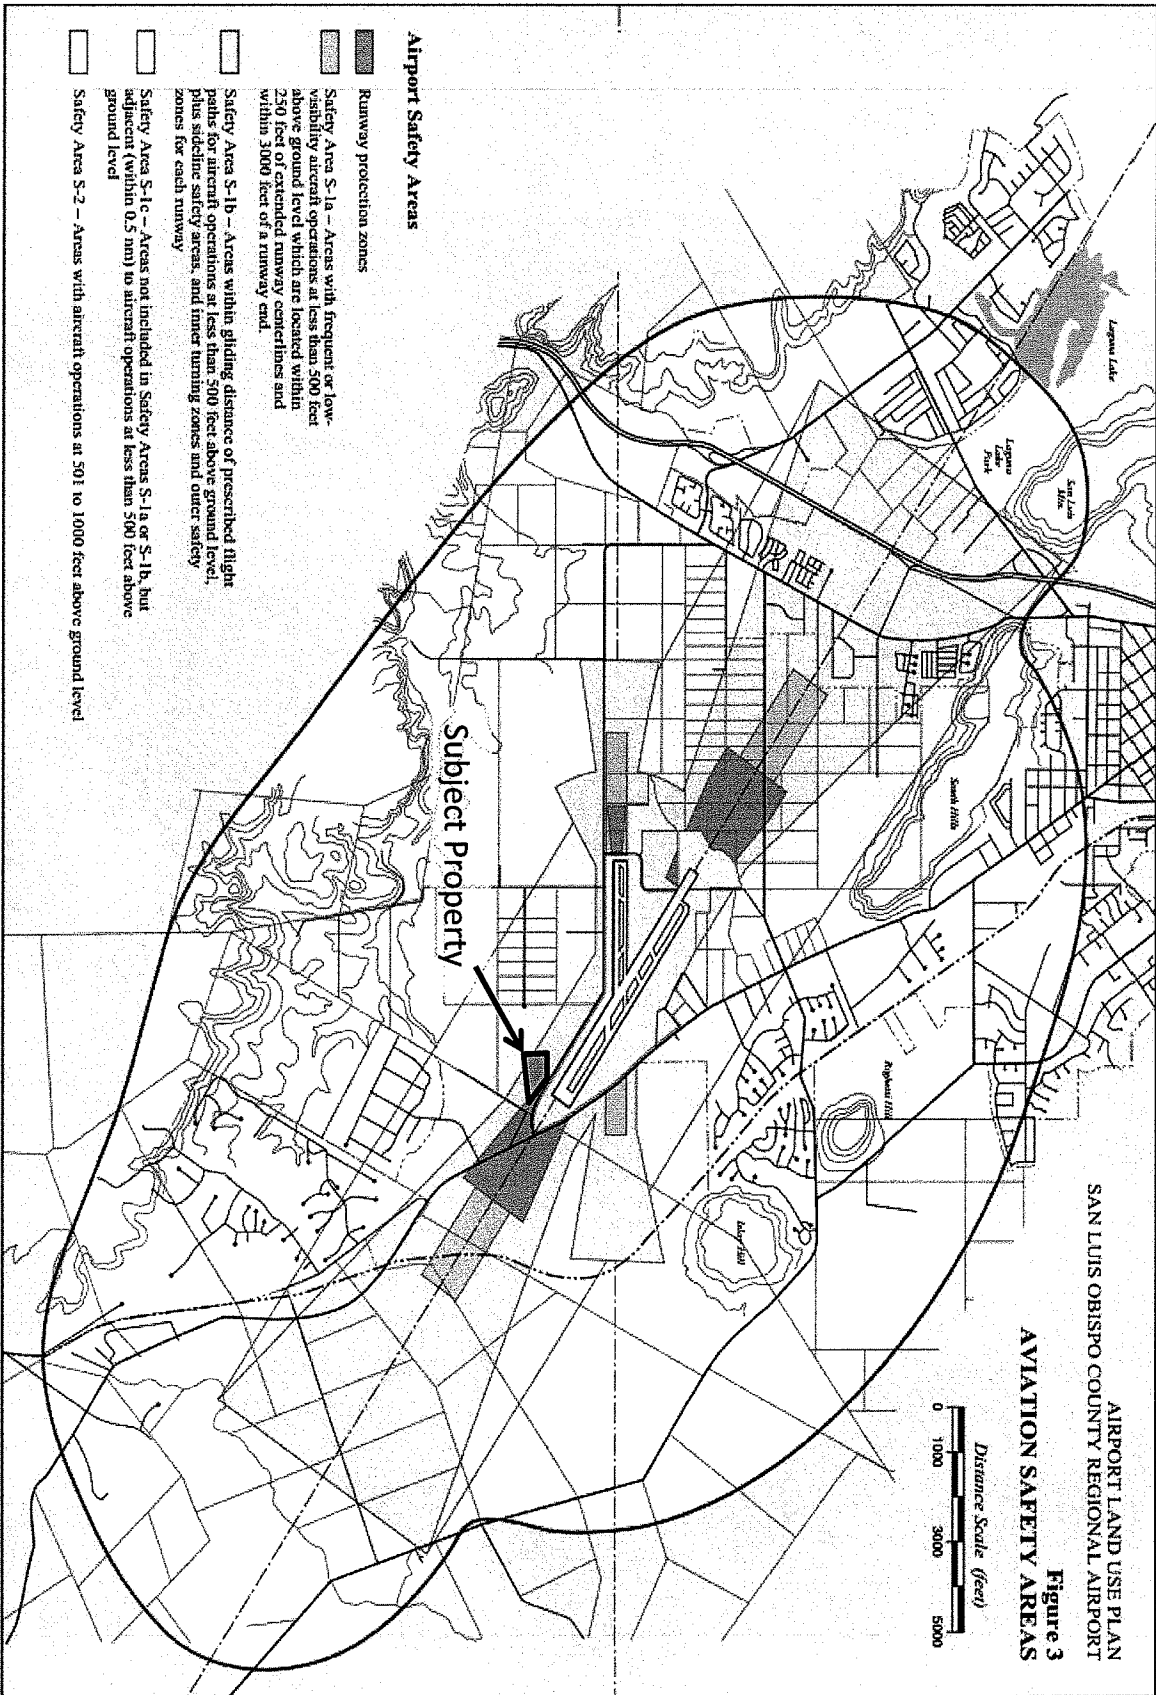 AIRPORT LAND USE PLAN
SAN LUIS OBISPO COUNTY REGIONAL AIRPORT
Figure 3
AVIATION SAFETY AREAS
Distance Scale (feet)
0 1000 3000 5000
Laguna Lake
Laguna
Lake
Park
San Luis
Mtn.
South Hills
Righetti Hill
Islay Hill
Subject Property
Airport Safety Areas
Runway protection zones
Safety Area S-1a – Areas with frequent or low-
visibility aircraft operations at less than 500 feet
above ground level which are located within
250 feet of extended runway centerlines and
within 3000 feet of a runway end.
Safety Area S-1b – Areas within gliding distance of prescribed flight
paths for aircraft operations at less than 500 feet above ground level,
plus sideline safety areas, and inner turning zones and outer safety
zones for each runway
Safety Area S-1c – Areas not included in Safety Areas S-1a or S-1b, but
adjacent (within 0.5 nm) to aircraft operations at less than 500 feet above
ground level
Safety Area S-2 – Areas with aircraft operations at 501 to 1000 feet above ground level